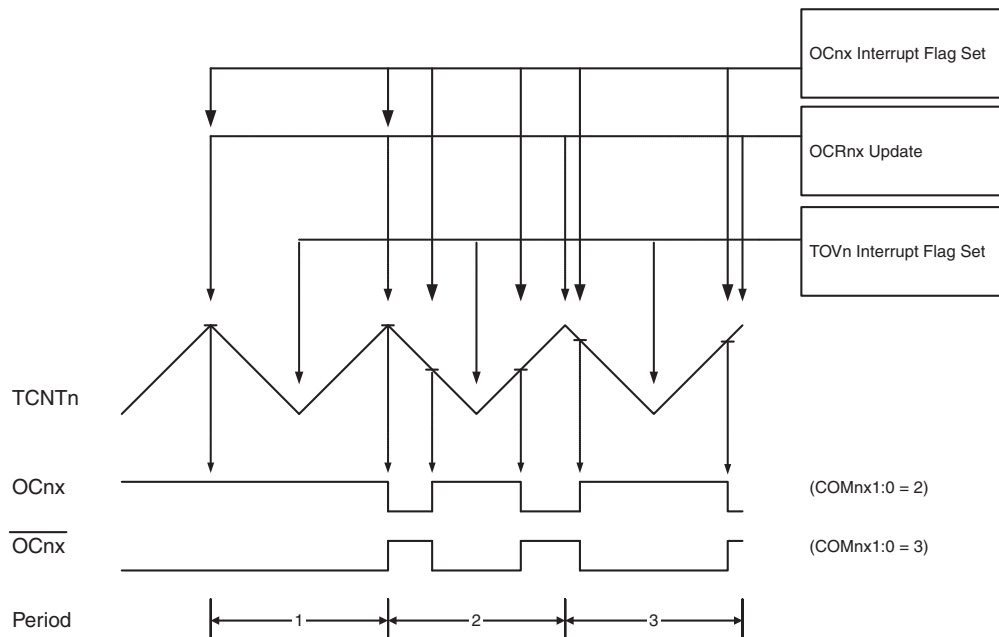 OCnx Interrupt Flag Set
OCRnx Update
TOVn Interrupt Flag Set
TCNTn
OCnx
(COMnx1:0 = 2)
OCnx
(COMnx1:0 = 3)
Period
1
2
3